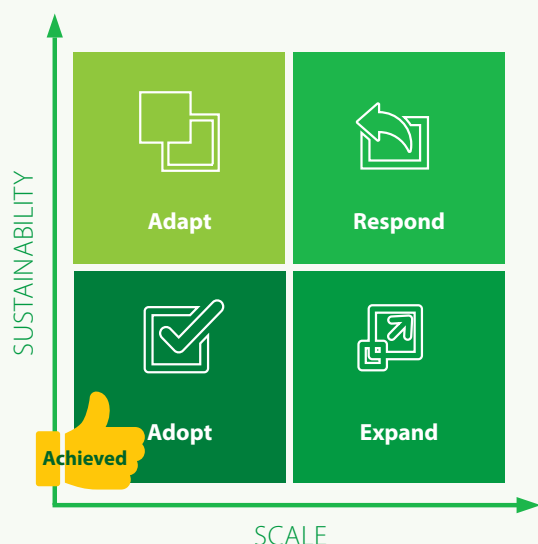 SUSTAINABILITY
Adapt
Respond
Adopt
Expand
Achieved
SCALE